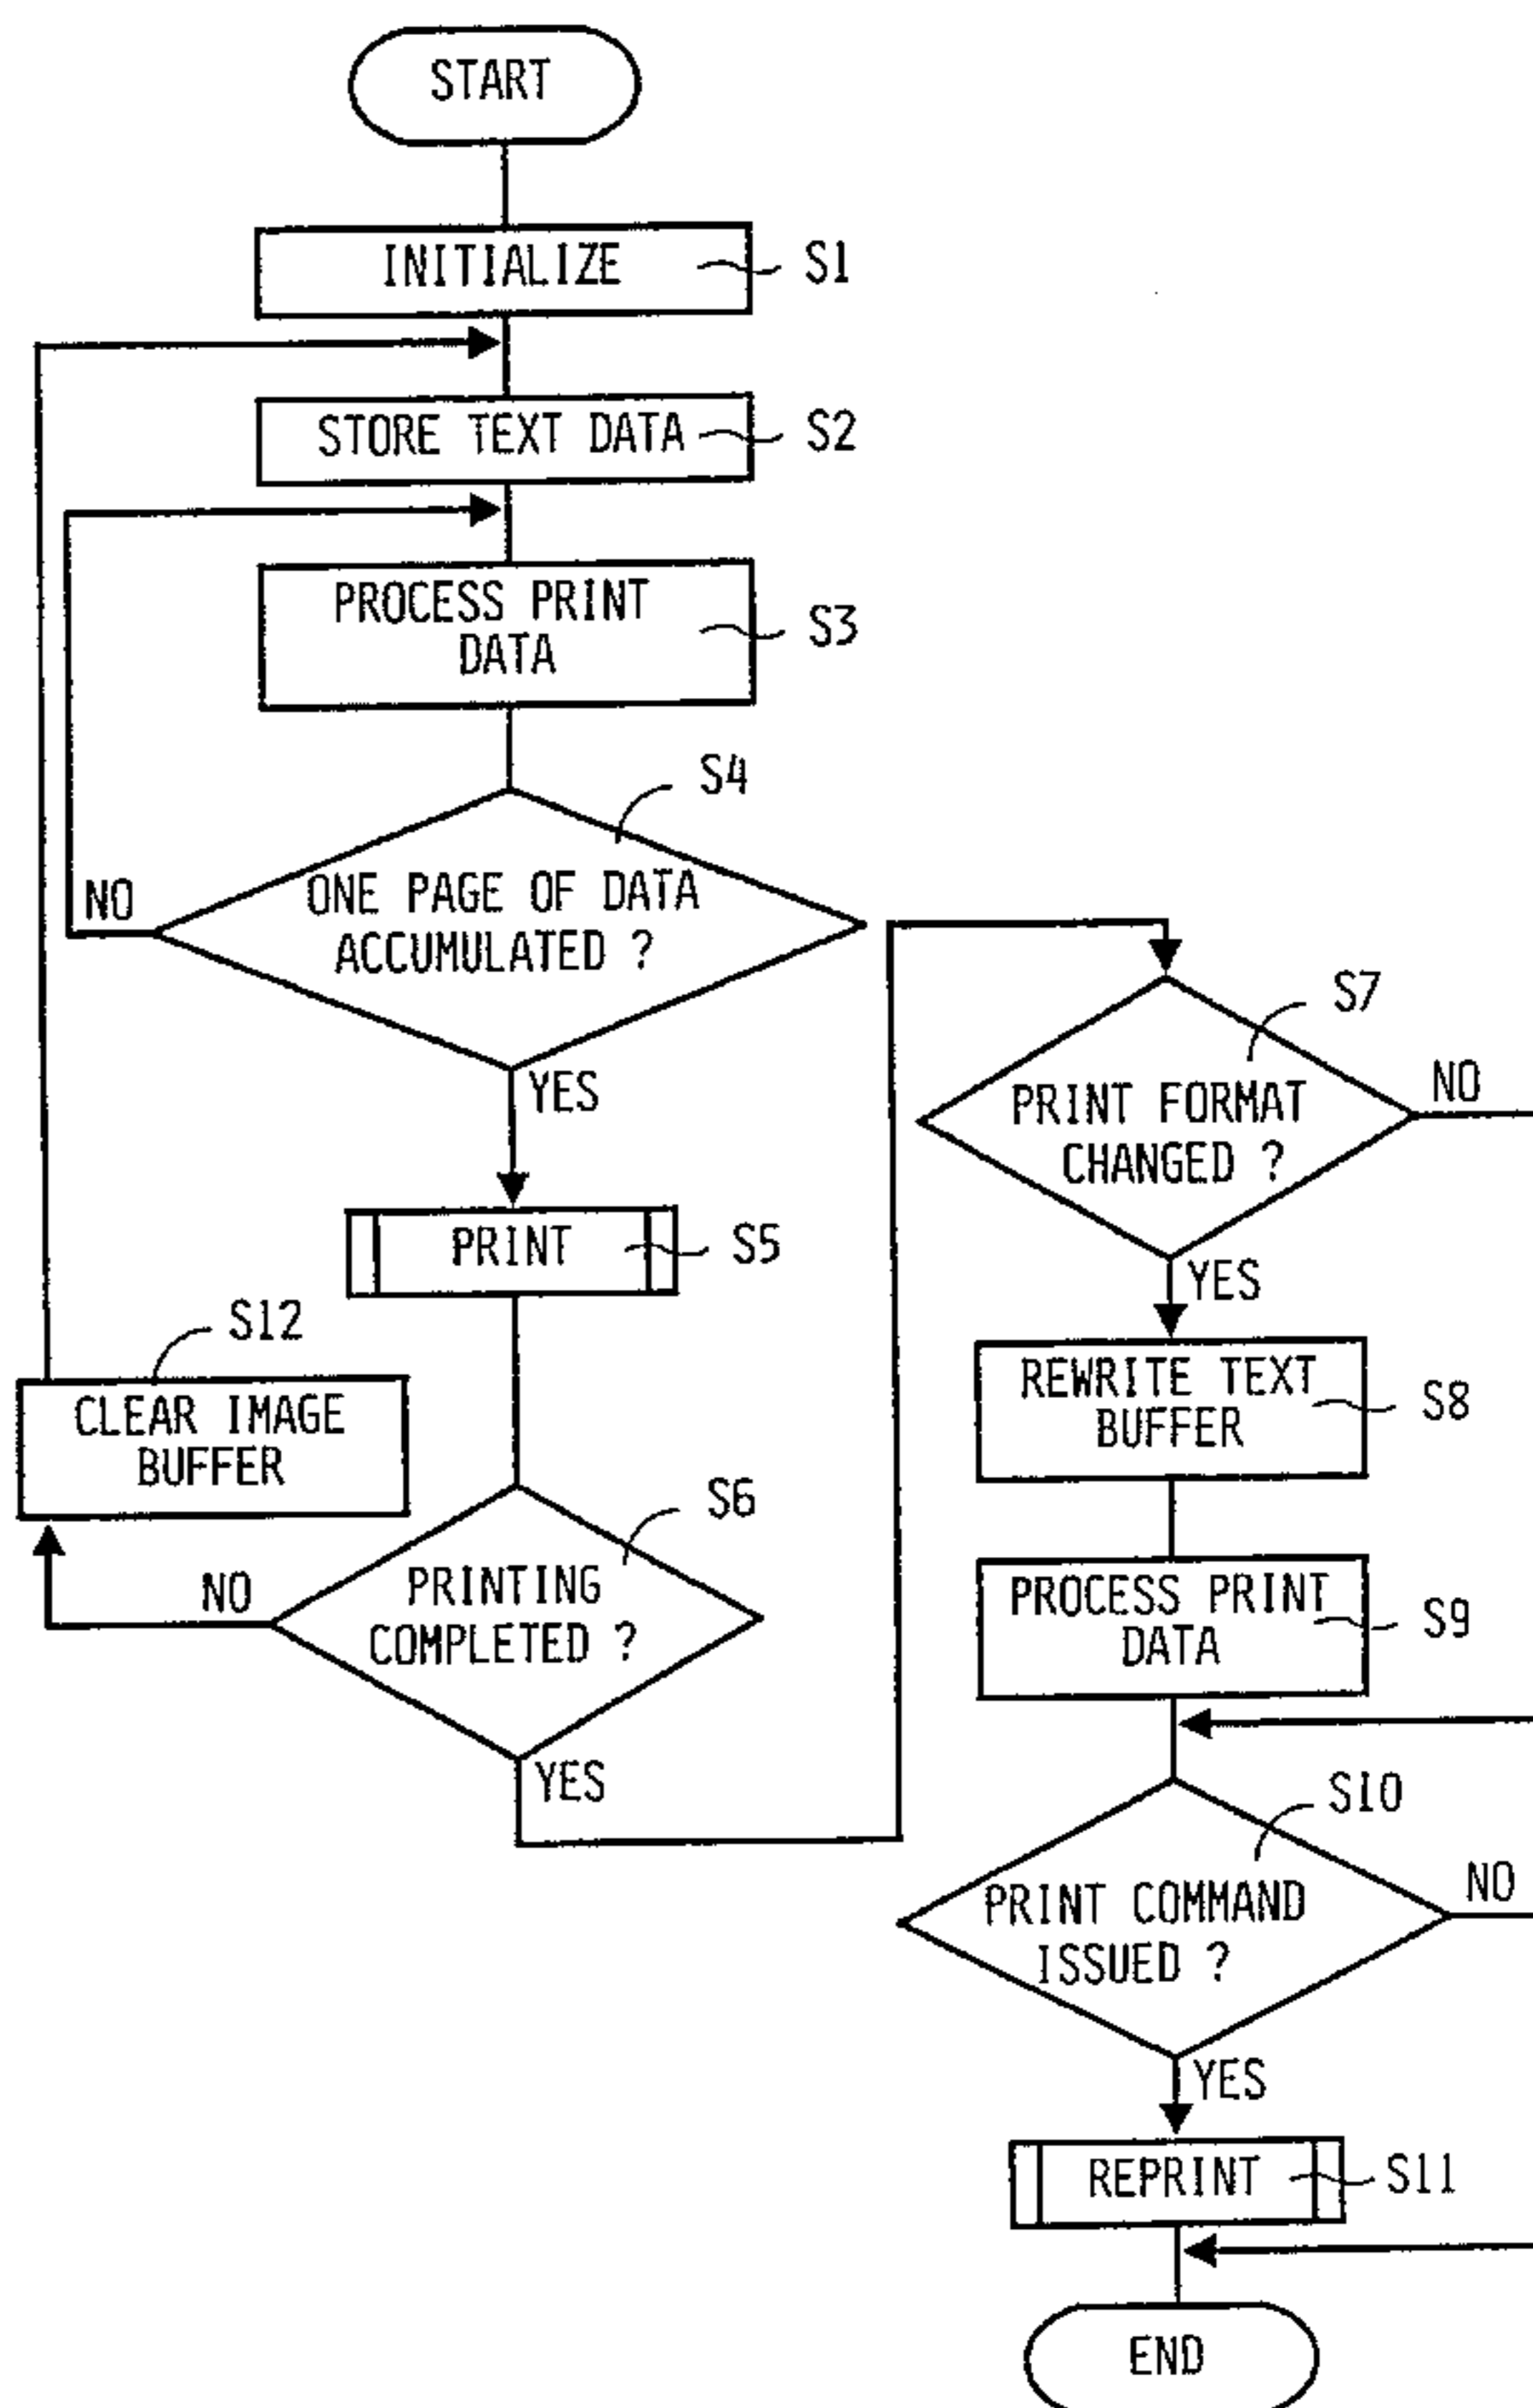 START
INITIALIZE
S1
STORE TEXT DATA
S2
PROCESS PRINT
DATA
S3
S4
ONE PAGE OF DATA
ACCUMULATED ?
NO
YES
PRINT
S5
S12
CLEAR IMAGE
BUFFER
S6
PRINTING
COMPLETED ?
NO
YES
S7
PRINT FORMAT
CHANGED ?
NO
YES
REWRITE TEXT
BUFFER
S8
PROCESS PRINT
DATA
S9
S10
PRINT COMMAND
ISSUED ?
NO
YES
REPRINT
S11
END